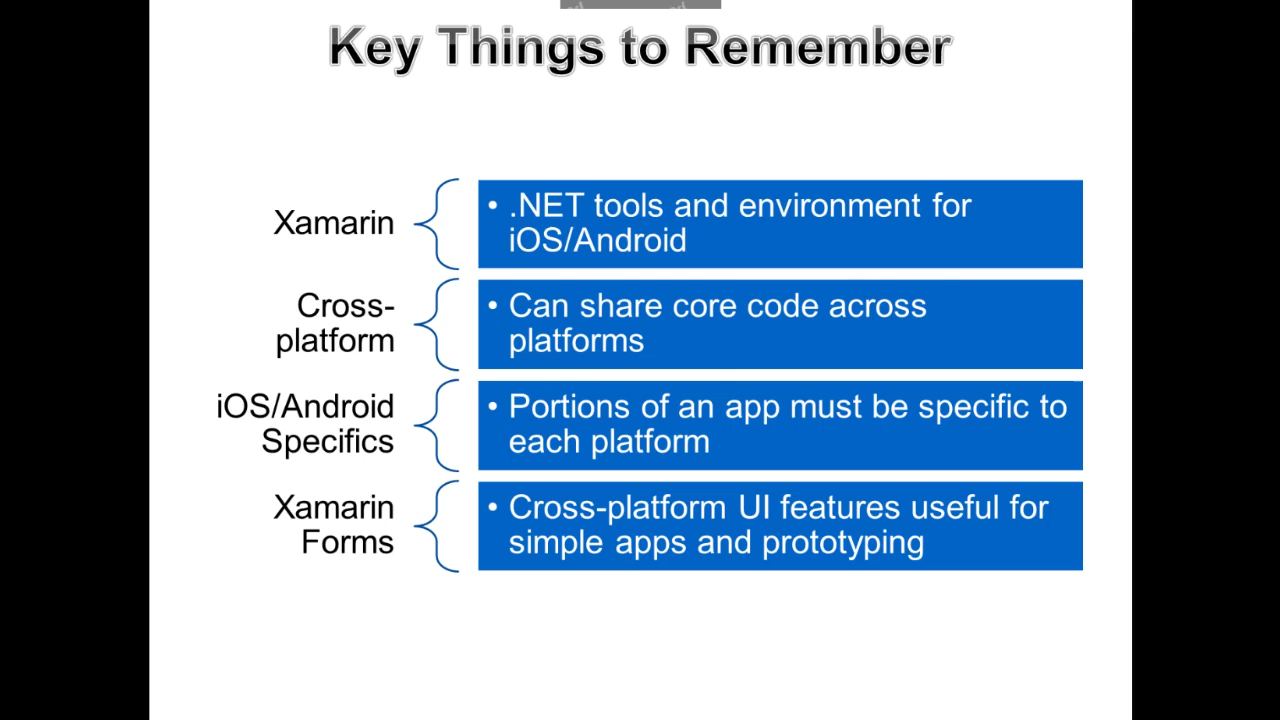 Key Things to Remember
Xamarin
• .NET tools and environment for
iOS/Android
Cross-
platform
• Can share core code across
platforms
iOS/Android
Specifics
• Portions of an app must be specific to
each platform
Xamarin
Forms
• Cross-platform UI features useful for
simple apps and prototyping